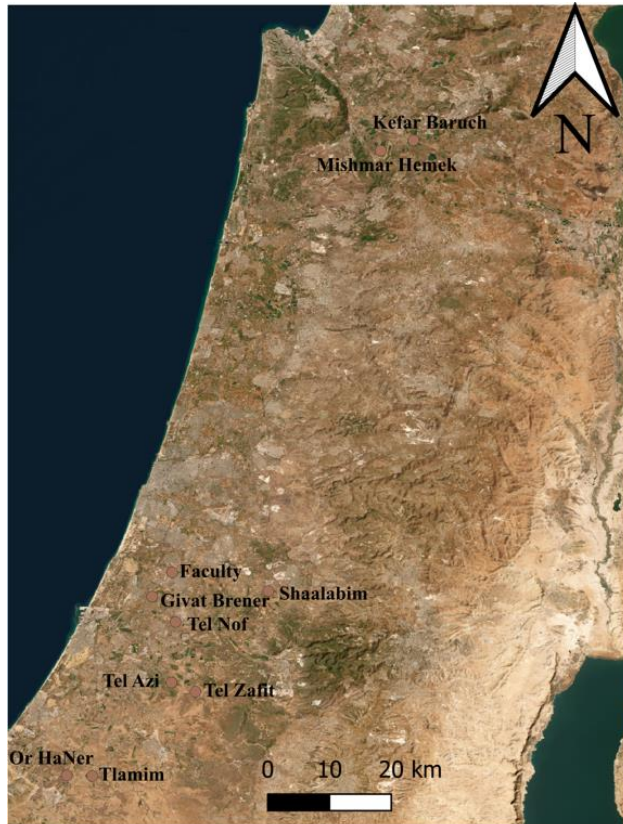 N
Kefar Baruch
Mishmar Hemek
Faculty
Givat Brener
Shaalabim
Tel Nof
Tel Azi
Tel Zafit
Or HaNer
Tlamim
0 10 20 km